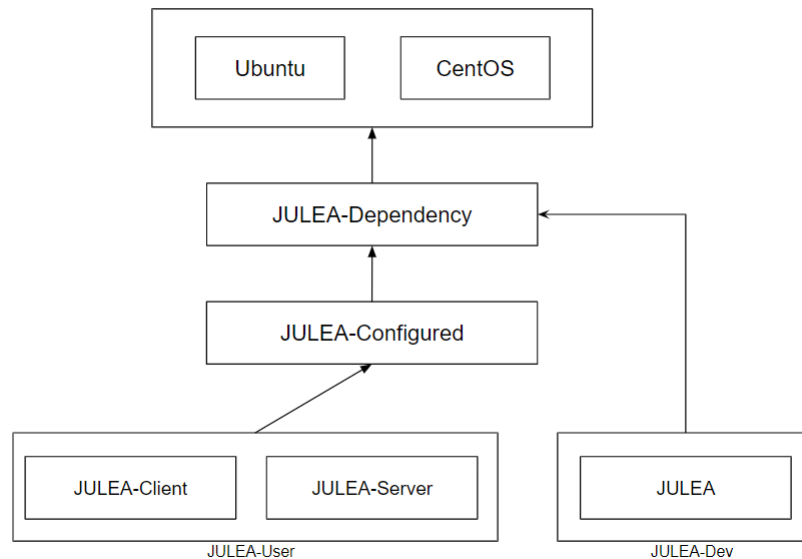 Ubuntu
CentOS
JULEA-Dependency
JULEA-Configured
JULEA-Client
JULEA-Server
JULEA
JULEA-User
JULEA-Dev